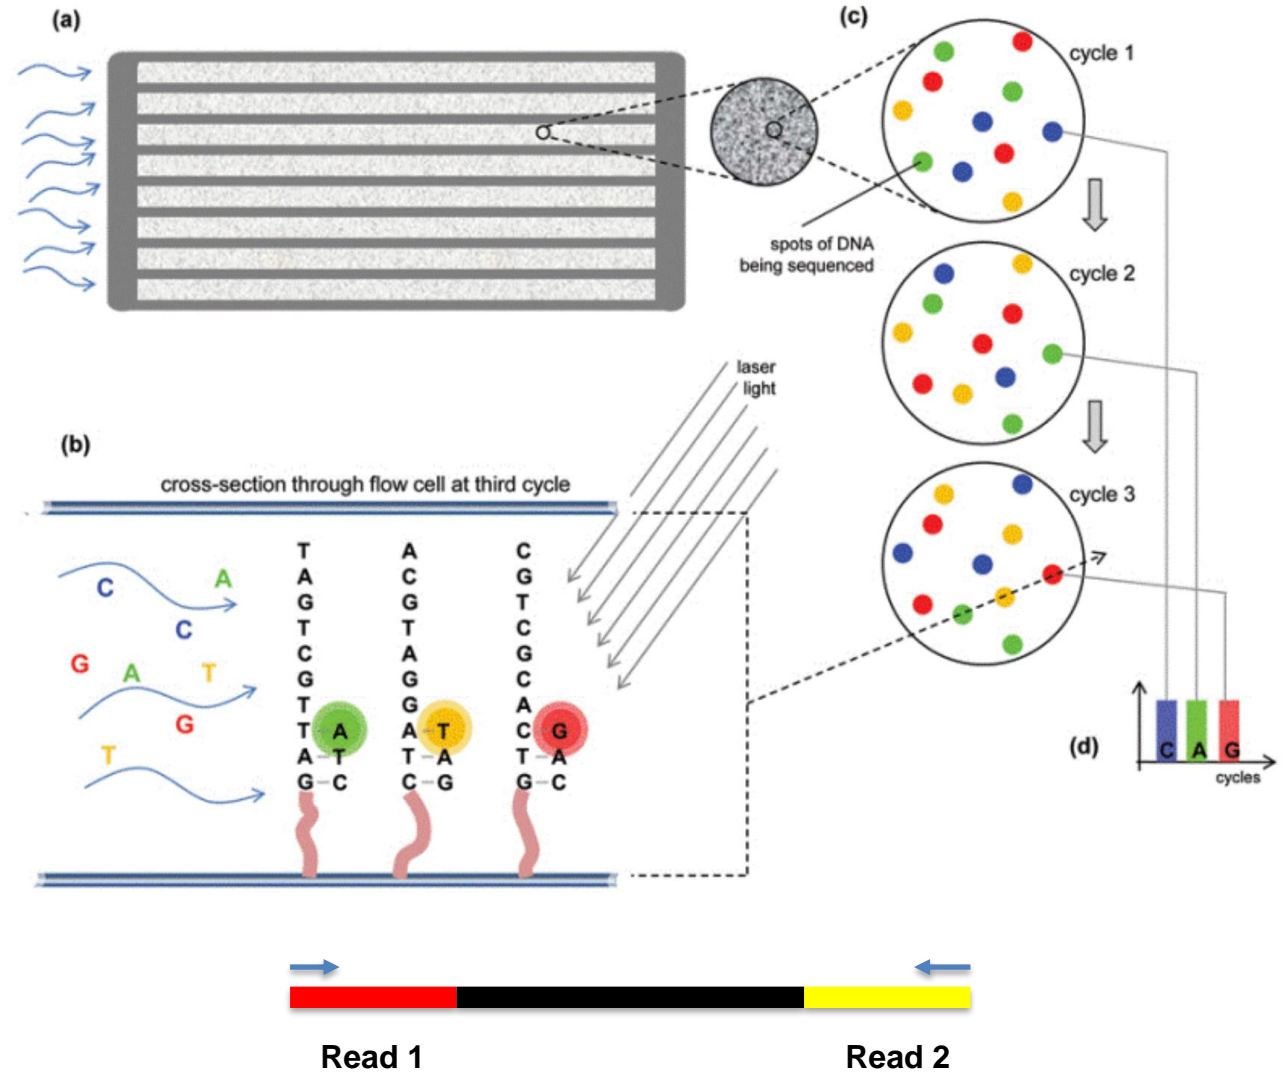 (a)
(c)
cycle 1
spots of DNA
being sequenced
cycle 2
laser
light
(b)
cross-section through flow cell at third cycle
cycle 3
C
A
C
G
A
T
G
T
T
A
G
T
C
G
T
T A
A T
G C
A
C
G
T
A
G
G
A T
T A
C G
C
G
T
C
G
C
A
C G
T A
G C
(d)
C A G
cycles
Read 1 Read 2